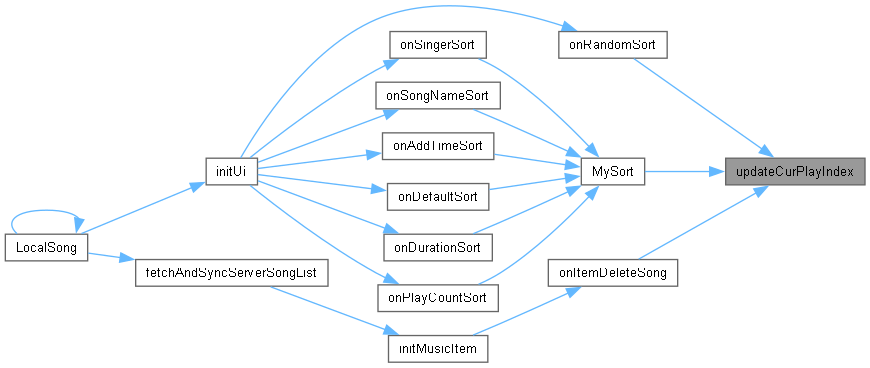 onSingerSort
onRandomSort
onSongNameSort
onAddTimeSort
initUi
MySort
updateCurPlayIndex
onDefaultSort
LocalSong
onDurationSort
fetchAndSyncServerSongList
onItemDeleteSong
onPlayCountSort
initMusicItem